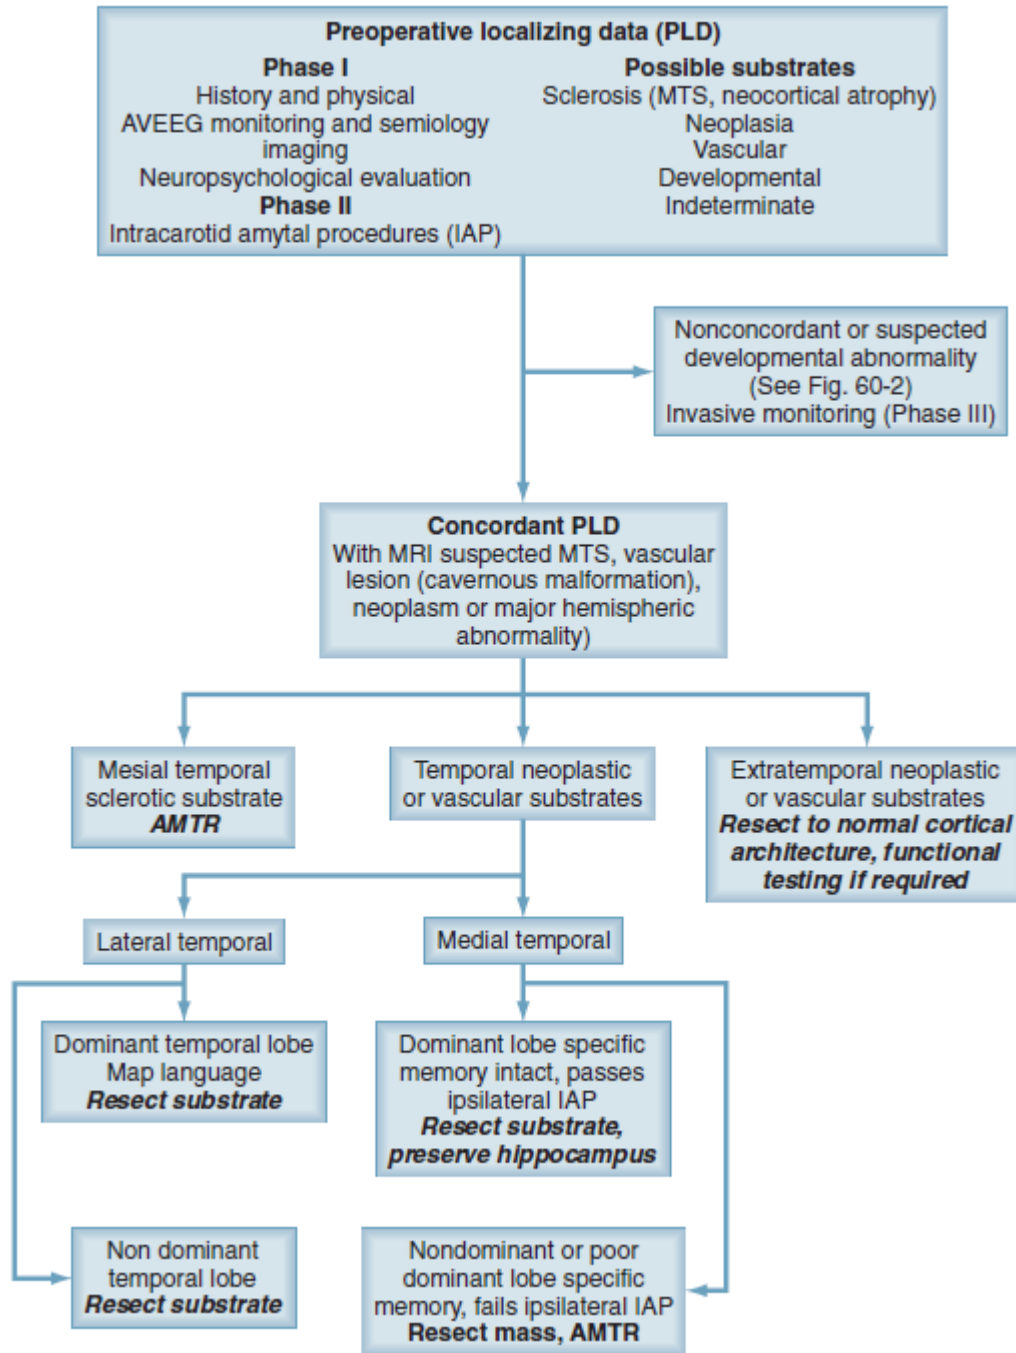 Preoperative localizing data (PLD)
Phase I
History and physical
AVEEG monitoring and semiology
imaging
Neuropsychological evaluation
Phase II
Intracarotid amytal procedures (IAP)
Possible substrates
Sclerosis (MTS, neocortical atrophy)
Neoplasia
Vascular
Developmental
Indeterminate
Nonconcordant or suspected
developmental abnormality
(See Fig. 60-2)
Invasive monitoring (Phase III)
Concordant PLD
With MRI suspected MTS, vascular
lesion (cavernous malformation),
neoplasm or major hemispheric
abnormality)
Mesial temporal
sclerotic substrate
AMTR
Temporal neoplastic
or vascular substrates
Extratemporal neoplastic
or vascular substrates
Resect to normal cortical
architecture, functional
testing if required
Lateral temporal
Medial temporal
Dominant temporal lobe
Map language
Resect substrate
Dominant lobe specific
memory intact, passes
ipsilateral IAP
Resect substrate,
preserve hippocampus
Non dominant
temporal lobe
Resect substrate
Nondominant or poor
dominant lobe specific
memory, fails ipsilateral IAP
Resect mass, AMTR